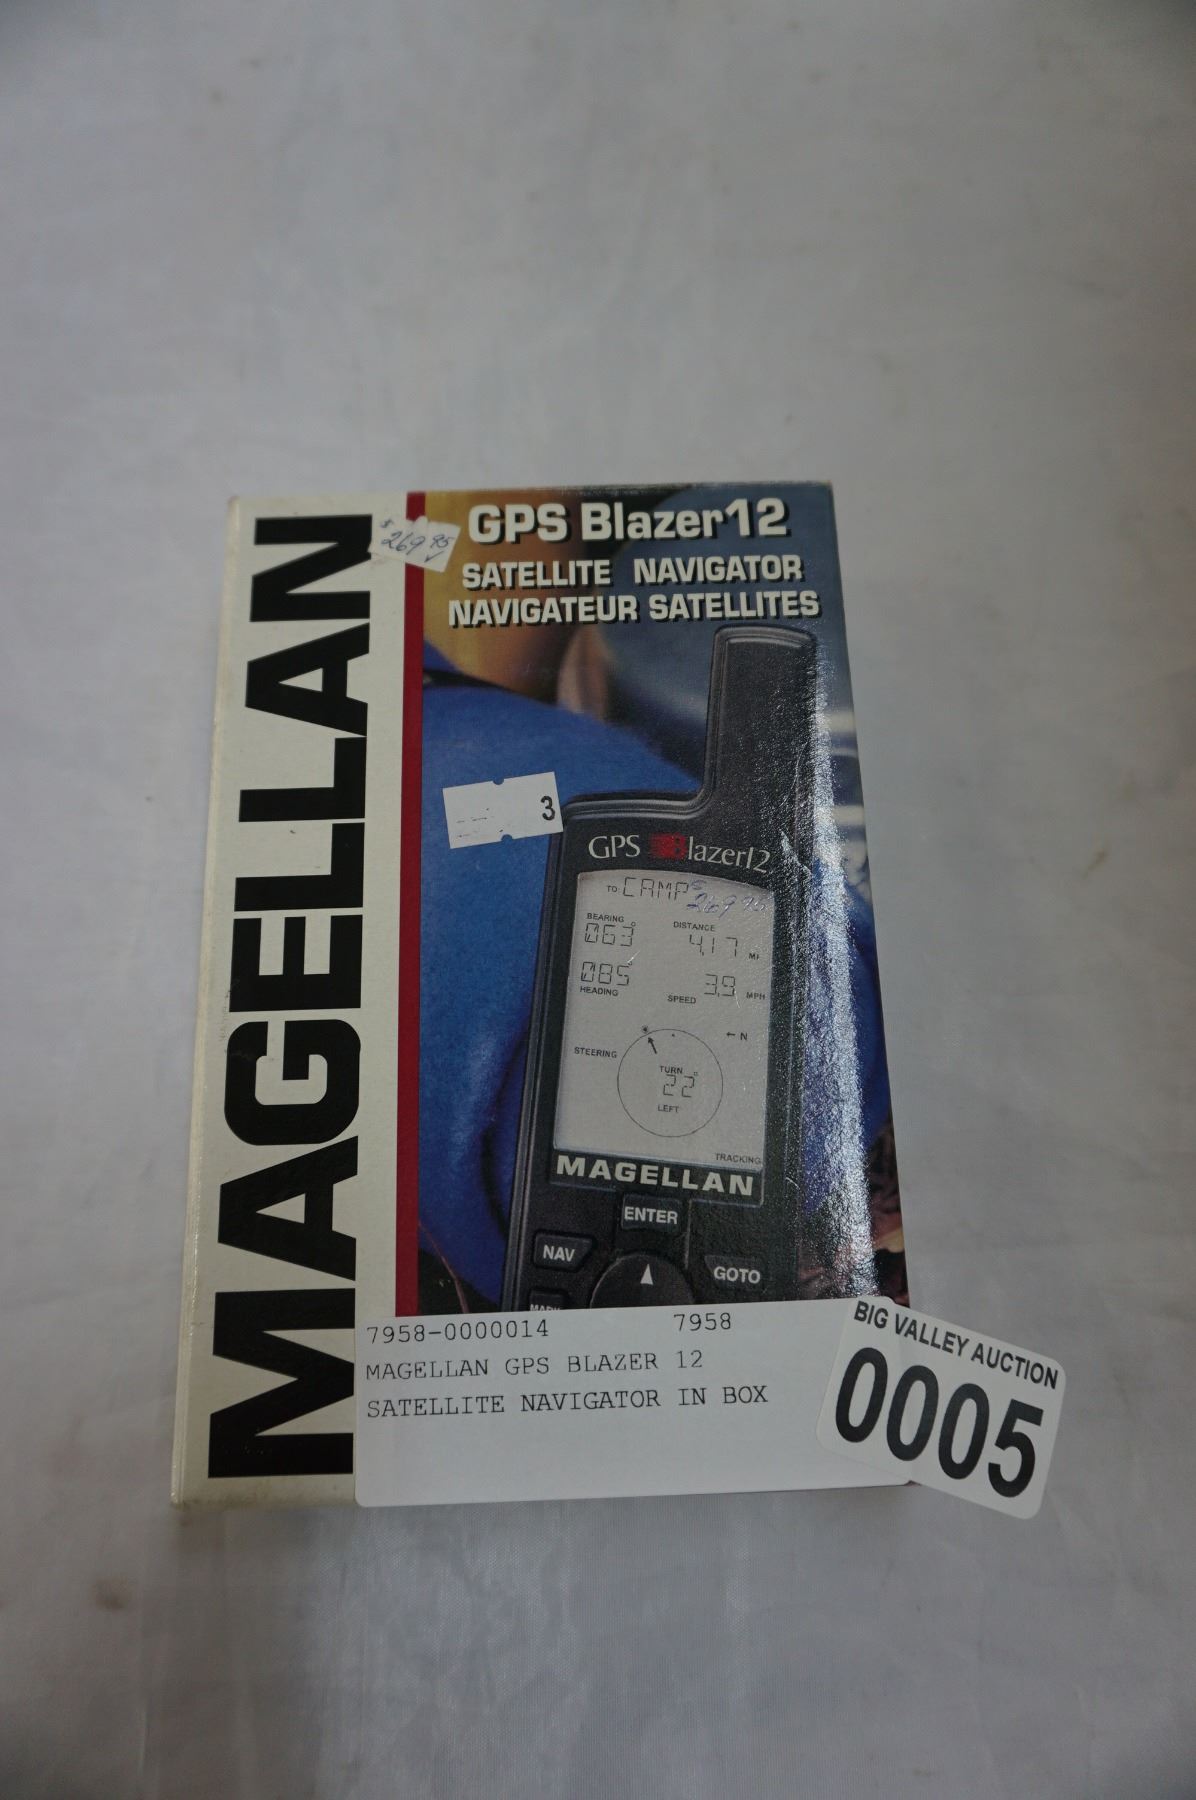 MAGELLAN
$ 269 95
GPS Blazer12
SATELLITE NAVIGATOR
NAVIGATEUR SATELLITES
3
GPS Blazer12
TO: CAMP
$ 269 95
BEARING DISTANCE
063° 4.17 MI
085° 3.9 MPH
HEADING SPEED
← N
STEERING
TURN
22°
LEFT
TRACKING
MAGELLAN
ENTER
NAV
GOTO
7958-0000014 7958
MAGELLAN GPS BLAZER 12
SATELLITE NAVIGATOR IN BOX
BIG VALLEY AUCTION
0005